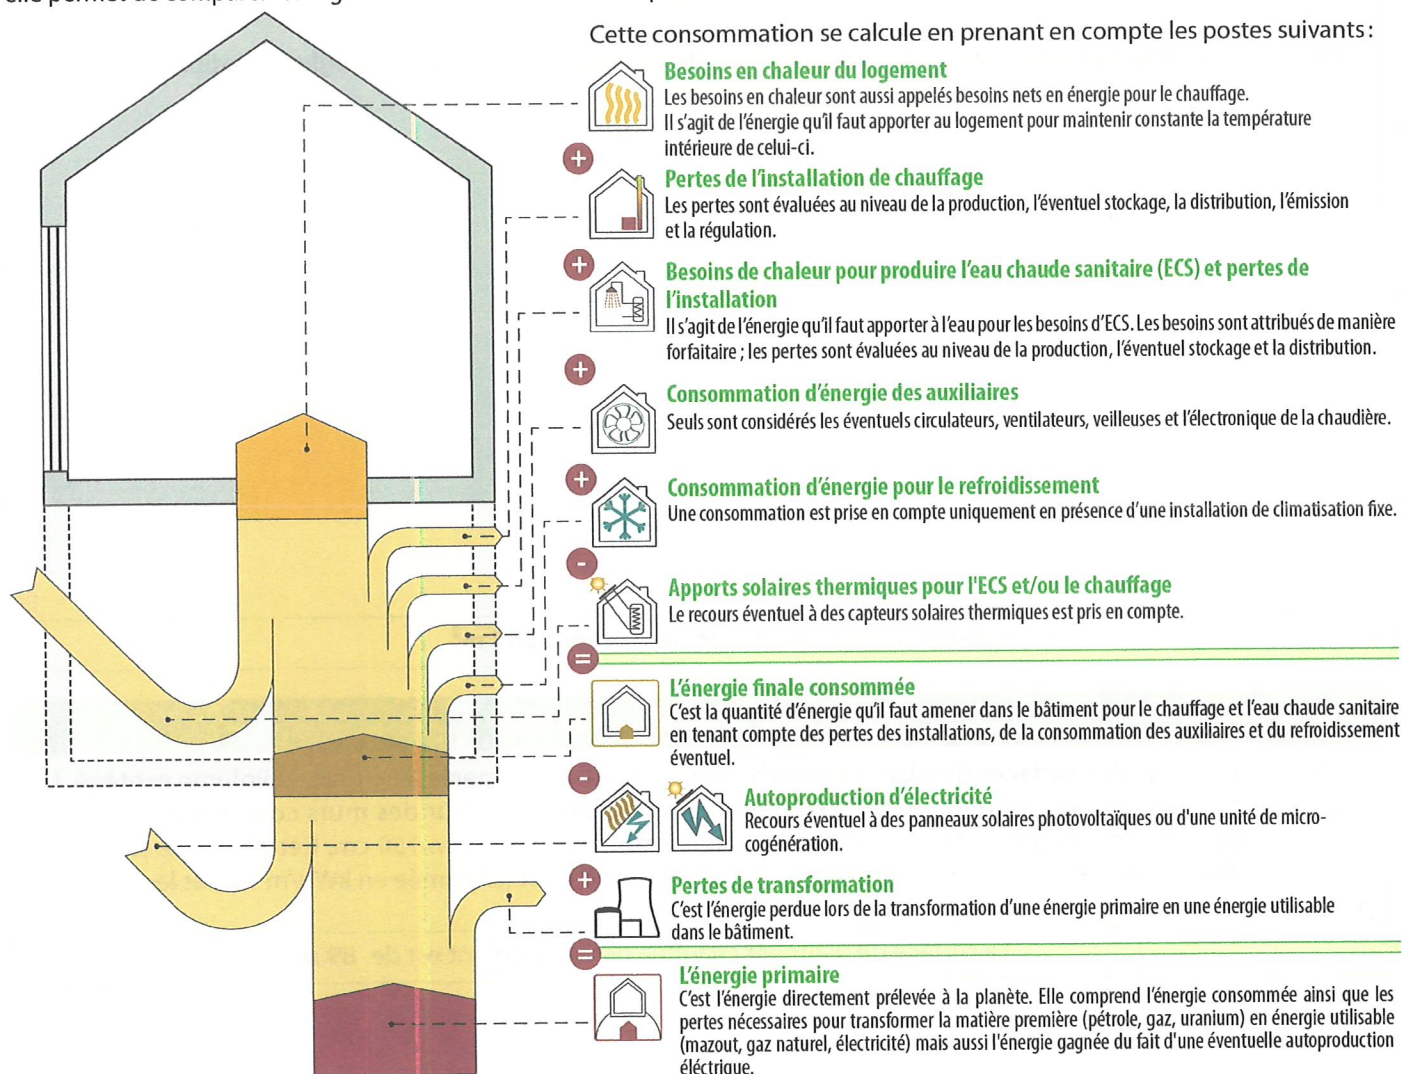 Cette consommation se calcule en prenant en compte les postes suivants :
Besoins en chaleur du logement
Les besoins en chaleur sont aussi appelés besoins nets en énergie pour le chauffage.
Il s'agit de l'énergie qu'il faut apporter au logement pour maintenir constante la température
intérieure de celui-ci.
+
Pertes de l'installation de chauffage
Les pertes sont évaluées au niveau de la production, l'éventuel stockage, la distribution, l'émission
et la régulation.
+
Besoins de chaleur pour produire l'eau chaude sanitaire (ECS) et pertes de
l'installation
Il s'agit de l'énergie qu'il faut apporter à l'eau pour les besoins d'ECS. Les besoins sont attribués de manière
forfaitaire ; les pertes sont évaluées au niveau de la production, l'éventuel stockage et la distribution.
+
Consommation d'énergie des auxiliaires
Seuls sont considérés les éventuels circulateurs, ventilateurs, veilleuses et l'électronique de la chaudière.
+
Consommation d'énergie pour le refroidissement
Une consommation est prise en compte uniquement en présence d'une installation de climatisation fixe.
-
Apports solaires thermiques pour l'ECS et/ou le chauffage
Le recours éventuel à des capteurs solaires thermiques est pris en compte.
=
L'énergie finale consommée
C'est la quantité d'énergie qu'il faut amener dans le bâtiment pour le chauffage et l'eau chaude sanitaire
en tenant compte des pertes des installations, de la consommation des auxiliaires et du refroidissement
éventuel.
-
Autoproduction d'électricité
Recours éventuel à des panneaux solaires photovoltaïques ou d'une unité de micro-
cogénération.
+
Pertes de transformation
C'est l'énergie perdue lors de la transformation d'une énergie primaire en une énergie utilisable
dans le bâtiment.
=
L'énergie primaire
C'est l'énergie directement prélevée à la planète. Elle comprend l'énergie consommée ainsi que les
pertes nécessaires pour transformer la matière première (pétrole, gaz, uranium) en énergie utilisable
(mazout, gaz naturel, électricité) mais aussi l'énergie gagnée du fait d'une éventuelle autoproduction
éléctrique.